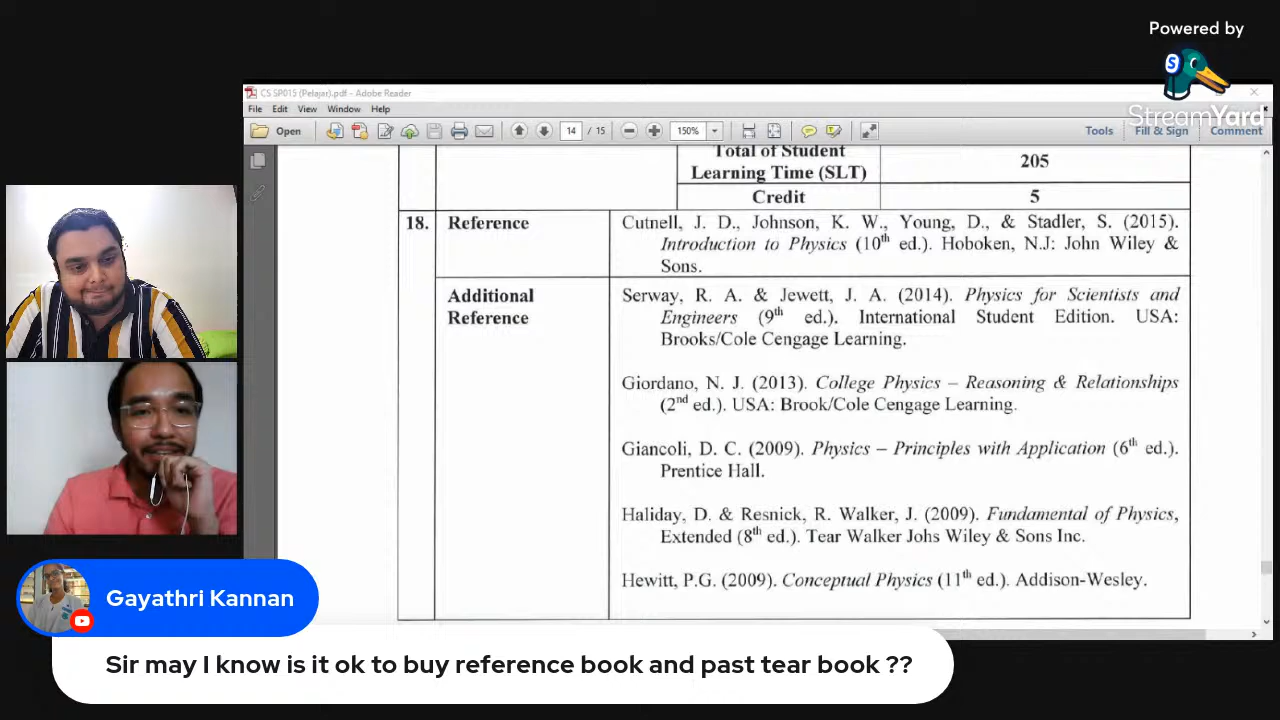 Powered by
S
StreamYard
CS SP015 (Pelajar).pdf - Adobe Reader
File Edit View Window Help
Open 14 / 15 150% Tools Fill & Sign Comment
Total of Student
Learning Time (SLT)
205
Credit
5
18. Reference
Cutnell, J. D., Johnson, K. W., Young, D., & Stadler, S. (2015).
Introduction to Physics (10th ed.). Hoboken, N.J: John Wiley &
Sons.
Additional
Reference
Serway, R. A. & Jewett, J. A. (2014). Physics for Scientists and
Engineers (9th ed.). International Student Edition. USA:
Brooks/Cole Cengage Learning.
Giordano, N. J. (2013). College Physics – Reasoning & Relationships
(2nd ed.). USA: Brook/Cole Cengage Learning.
Giancoli, D. C. (2009). Physics – Principles with Application (6th ed.).
Prentice Hall.
Haliday, D. & Resnick, R. Walker, J. (2009). Fundamental of Physics,
Extended (8th ed.). Tear Walker Johs Wiley & Sons Inc.
Hewitt, P.G. (2009). Conceptual Physics (11th ed.). Addison-Wesley.
Gayathri Kannan
Sir may I know is it ok to buy reference book and past tear book ??